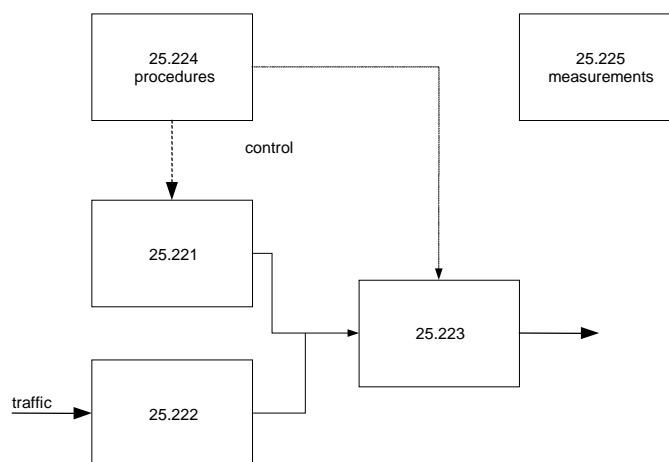 25.224
procedures
25.225
measurements
control
25.221
25.223
traffic
25.222